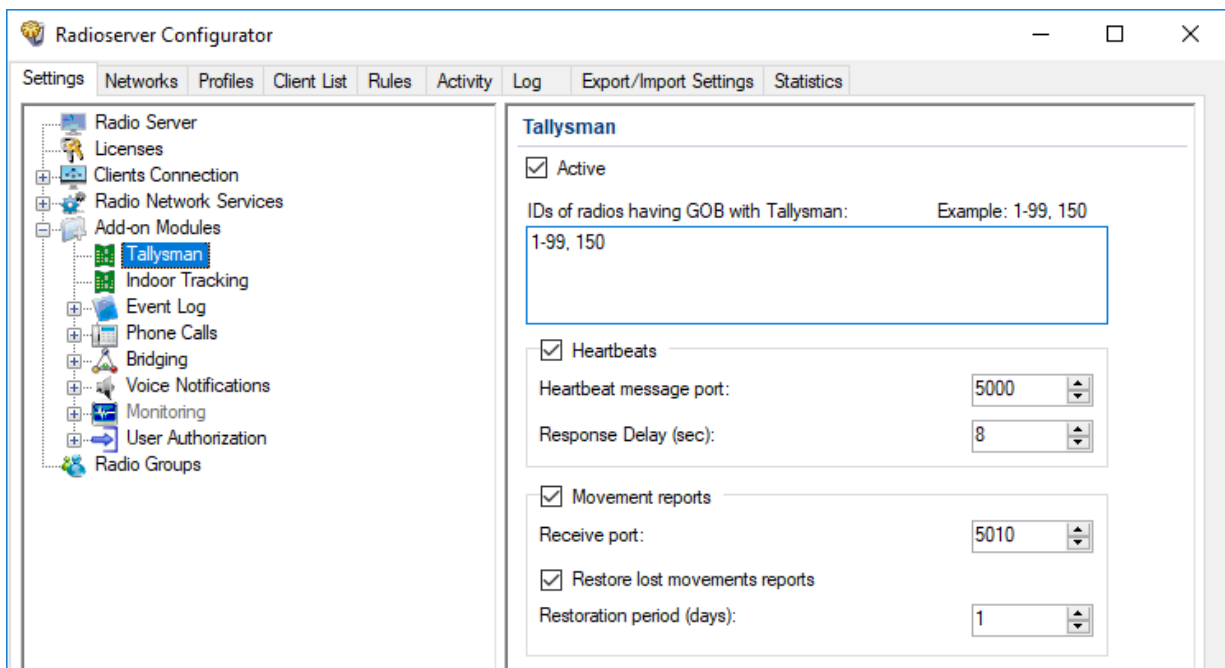 Radioserver Configurator
Settings Networks Profiles Client List Rules Activity Log Export/Import Settings Statistics
Radio Server
Licenses
Clients Connection
Radio Network Services
Add-on Modules
Tallysman
Indoor Tracking
Event Log
Phone Calls
Bridging
Voice Notifications
Monitoring
User Authorization
Radio Groups
Tallysman
Active
IDs of radios having GOB with Tallysman: Example: 1-99, 150
1-99, 150
Heartbeats
Heartbeat message port: 5000
Response Delay (sec): 8
Movement reports
Receive port: 5010
Restore lost movements reports
Restoration period (days): 1